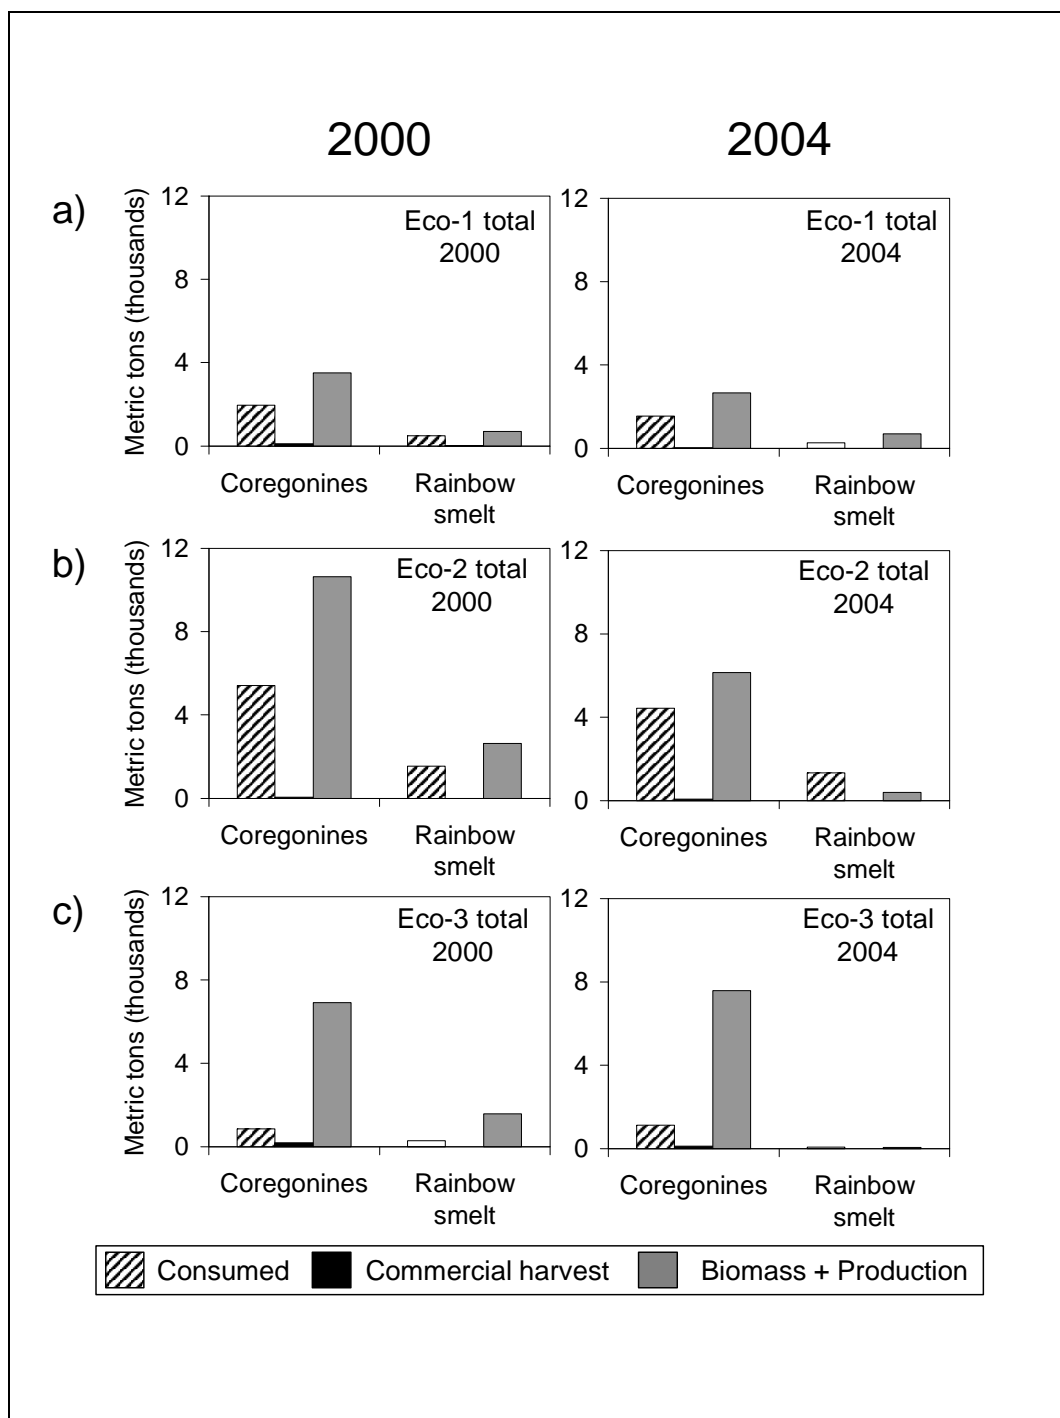 2000
2004
a)
Metric tons (thousands)
12
8
4
0
Eco-1 total
2000
Coregonines
Rainbow
smelt
12
8
4
0
Eco-1 total
2004
Coregonines
Rainbow
smelt
b)
Metric tons (thousands)
12
8
4
0
Eco-2 total
2000
Coregonines
Rainbow
smelt
12
8
4
0
Eco-2 total
2004
Coregonines
Rainbow
smelt
c)
Metric tons (thousands)
12
8
4
0
Eco-3 total
2000
Coregonines
Rainbow
smelt
12
8
4
0
Eco-3 total
2004
Coregonines
Rainbow
smelt
Consumed
Commercial harvest
Biomass + Production